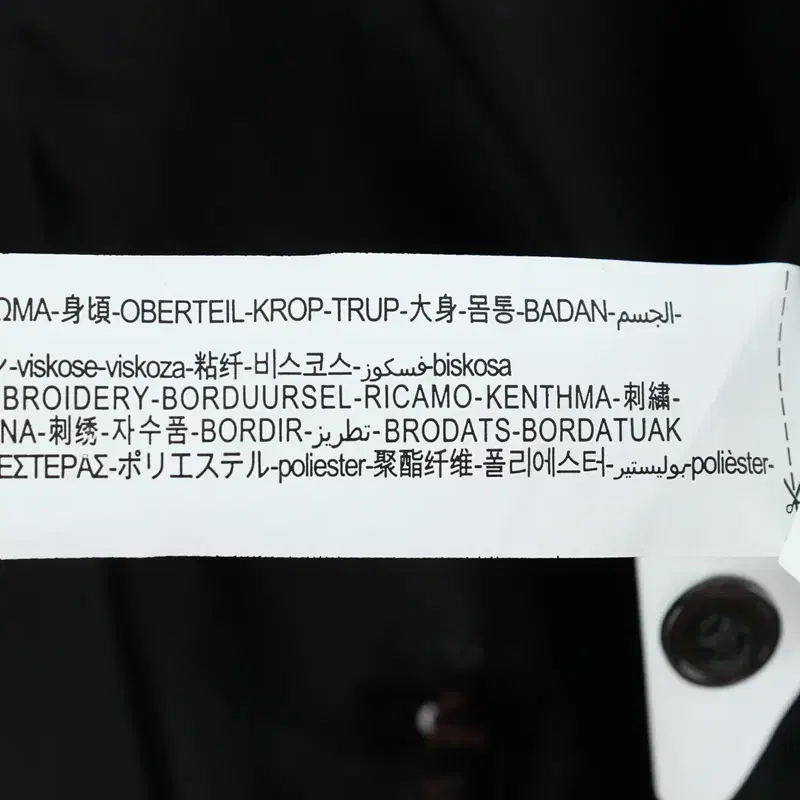 ΩΜΑ-身頃-OBERTEIL-KROP-TRUP-大身-몸통-BADAN-الجسم-
-viskose-viskoza-粘纤-비스코스-فسكوز-biskosa
BROIDERY-BORDUURSEL-RICAMO-KENTHMA-刺繡-
NA-刺绣-자수품-BORDIR-تطريز-BRODATS-BORDATUAK
ΕΣΤΕΡΑΣ-ポリエステル-poliester-聚酯纤维-폴리에스터-بوليستير-polièster-